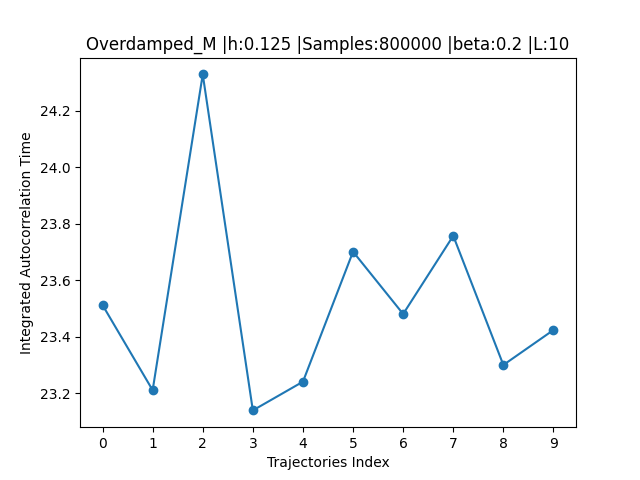 Overdamped_M |h:0.125 |Samples:800000 |beta:0.2 |L:10
Integrated Autocorrelation Time
24.2
24.0
23.8
23.6
23.4
23.2
0 1 2 3 4 5 6 7 8 9
Trajectories Index